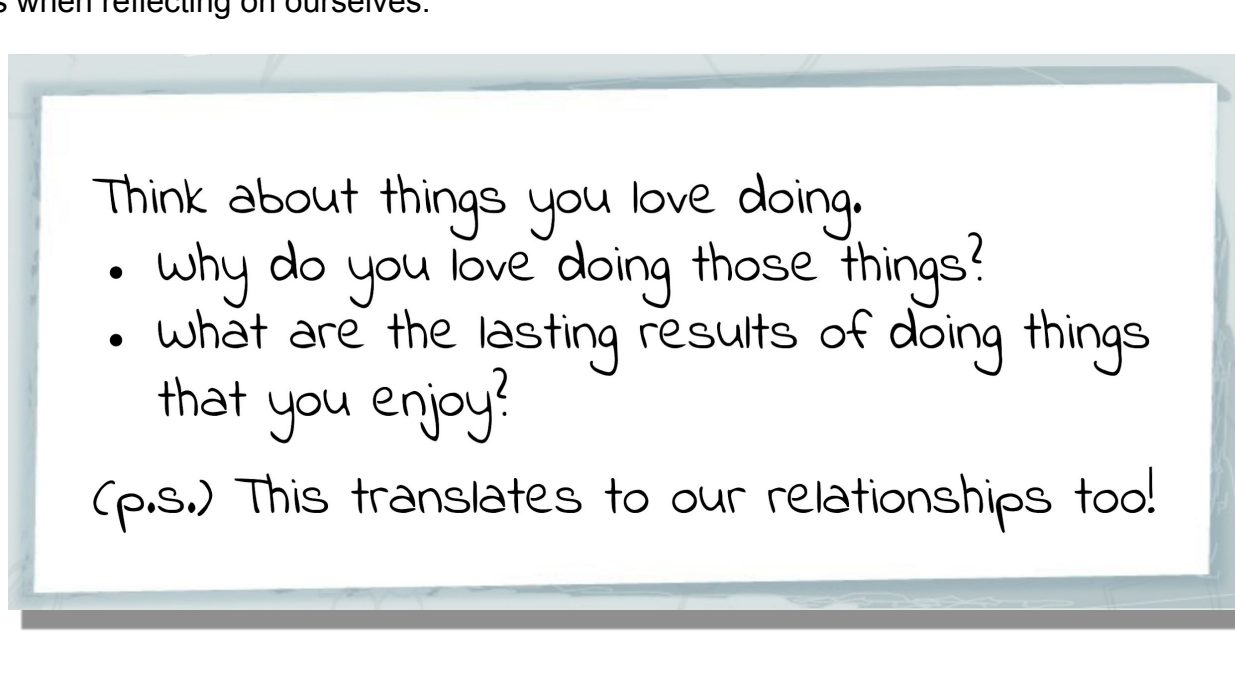 s when reflecting on ourselves.
Think about things you love doing.
• Why do you love doing those things?
• What are the lasting results of doing things
that you enjoy?
(p.s.) This translates to our relationships too!